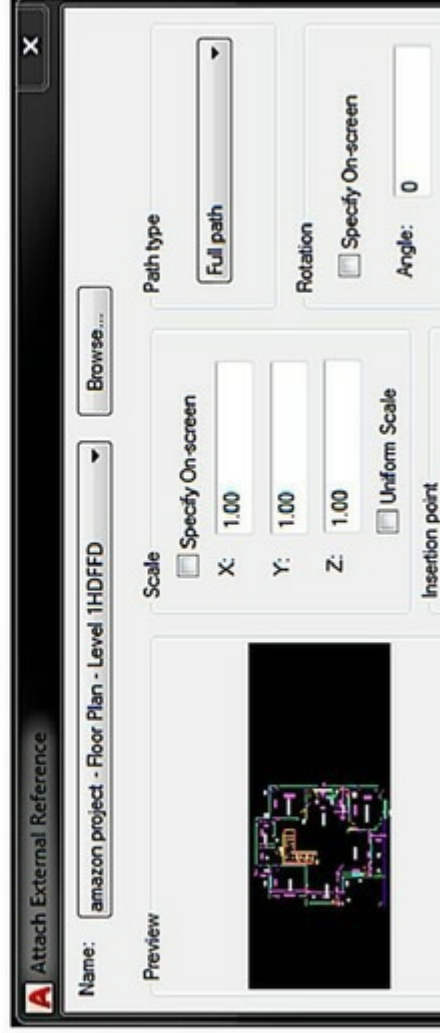 Attach External Reference
Name: amazon project - Floor Plan - Level 1HDFFD Browse...
Preview
Scale
Specify On-screen
X: 1.00
Y: 1.00
Z: 1.00
Uniform Scale
Insertion point
Path type
Full path
Rotation
Specify On-screen
Angle: 0